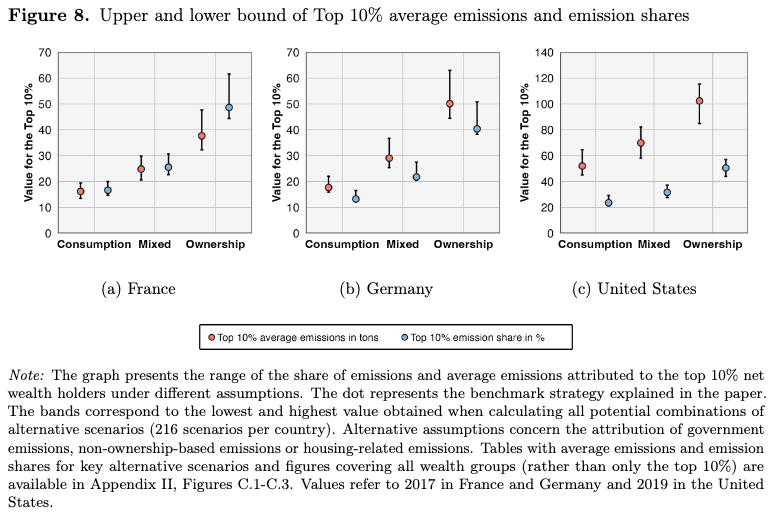 Figure 8. Upper and lower bound of Top 10% average emissions and emission shares
Value for the Top 10%
70
60
50
40
30
20
10
0
Consumption Mixed Ownership
(a) France
Value for the Top 10%
70
60
50
40
30
20
10
0
Consumption Mixed Ownership
(b) Germany
Value for the Top 10%
140
120
100
80
60
40
20
0
Consumption Mixed Ownership
(c) United States
Top 10% average emissions in tons Top 10% emission share in %
Note: The graph presents the range of the share of emissions and average emissions attributed to the top 10% net
wealth holders under different assumptions. The dot represents the benchmark strategy explained in the paper.
The bands correspond to the lowest and highest value obtained when calculating all potential combinations of
alternative scenarios (216 scenarios per country). Alternative assumptions concern the attribution of government
emissions, non-ownership-based emissions or housing-related emissions. Tables with average emissions and emission
shares for key alternative scenarios and figures covering all wealth groups (rather than only the top 10%) are
available in Appendix II, Figures C.1-C.3. Values refer to 2017 in France and Germany and 2019 in the United
States.